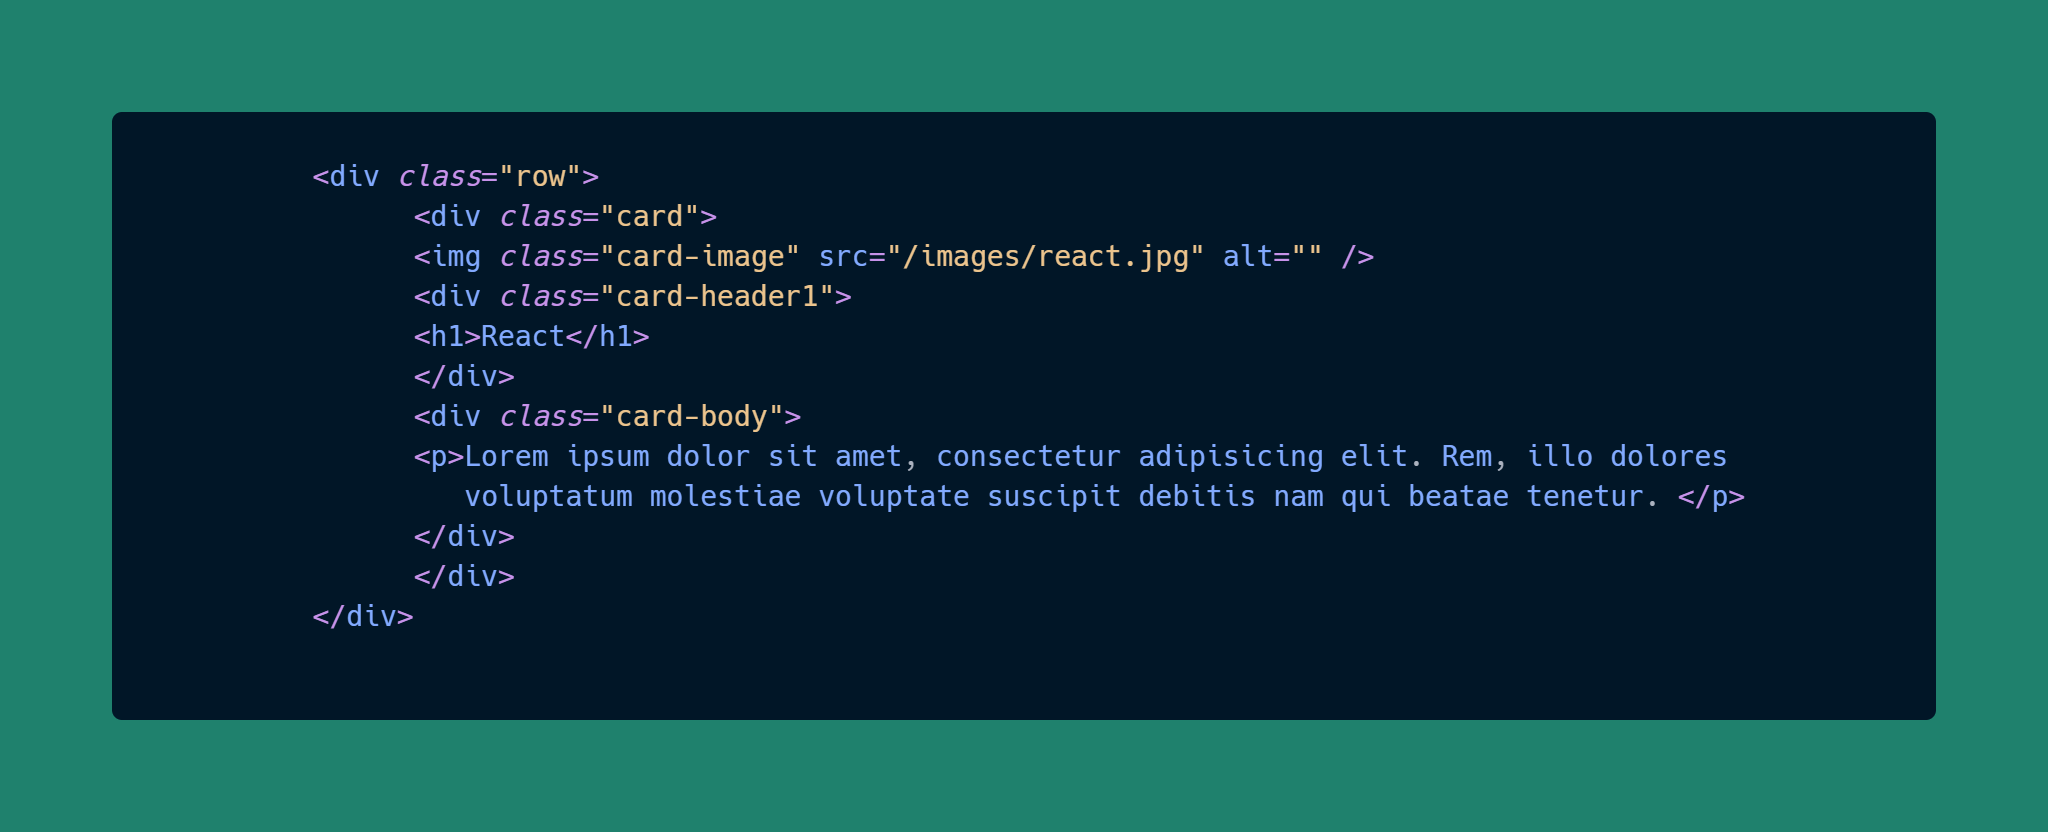 <div class="row">
<div class="card">
<img class="card-image" src="/images/react.jpg" alt="" />
<div class="card-header1">
<h1>React</h1>
</div>
<div class="card-body">
<p>Lorem ipsum dolor sit amet, consectetur adipisicing elit. Rem, illo dolores
voluptatum molestiae voluptate suscipit debitis nam qui beatae tenetur. </p>
</div>
</div>
</div>